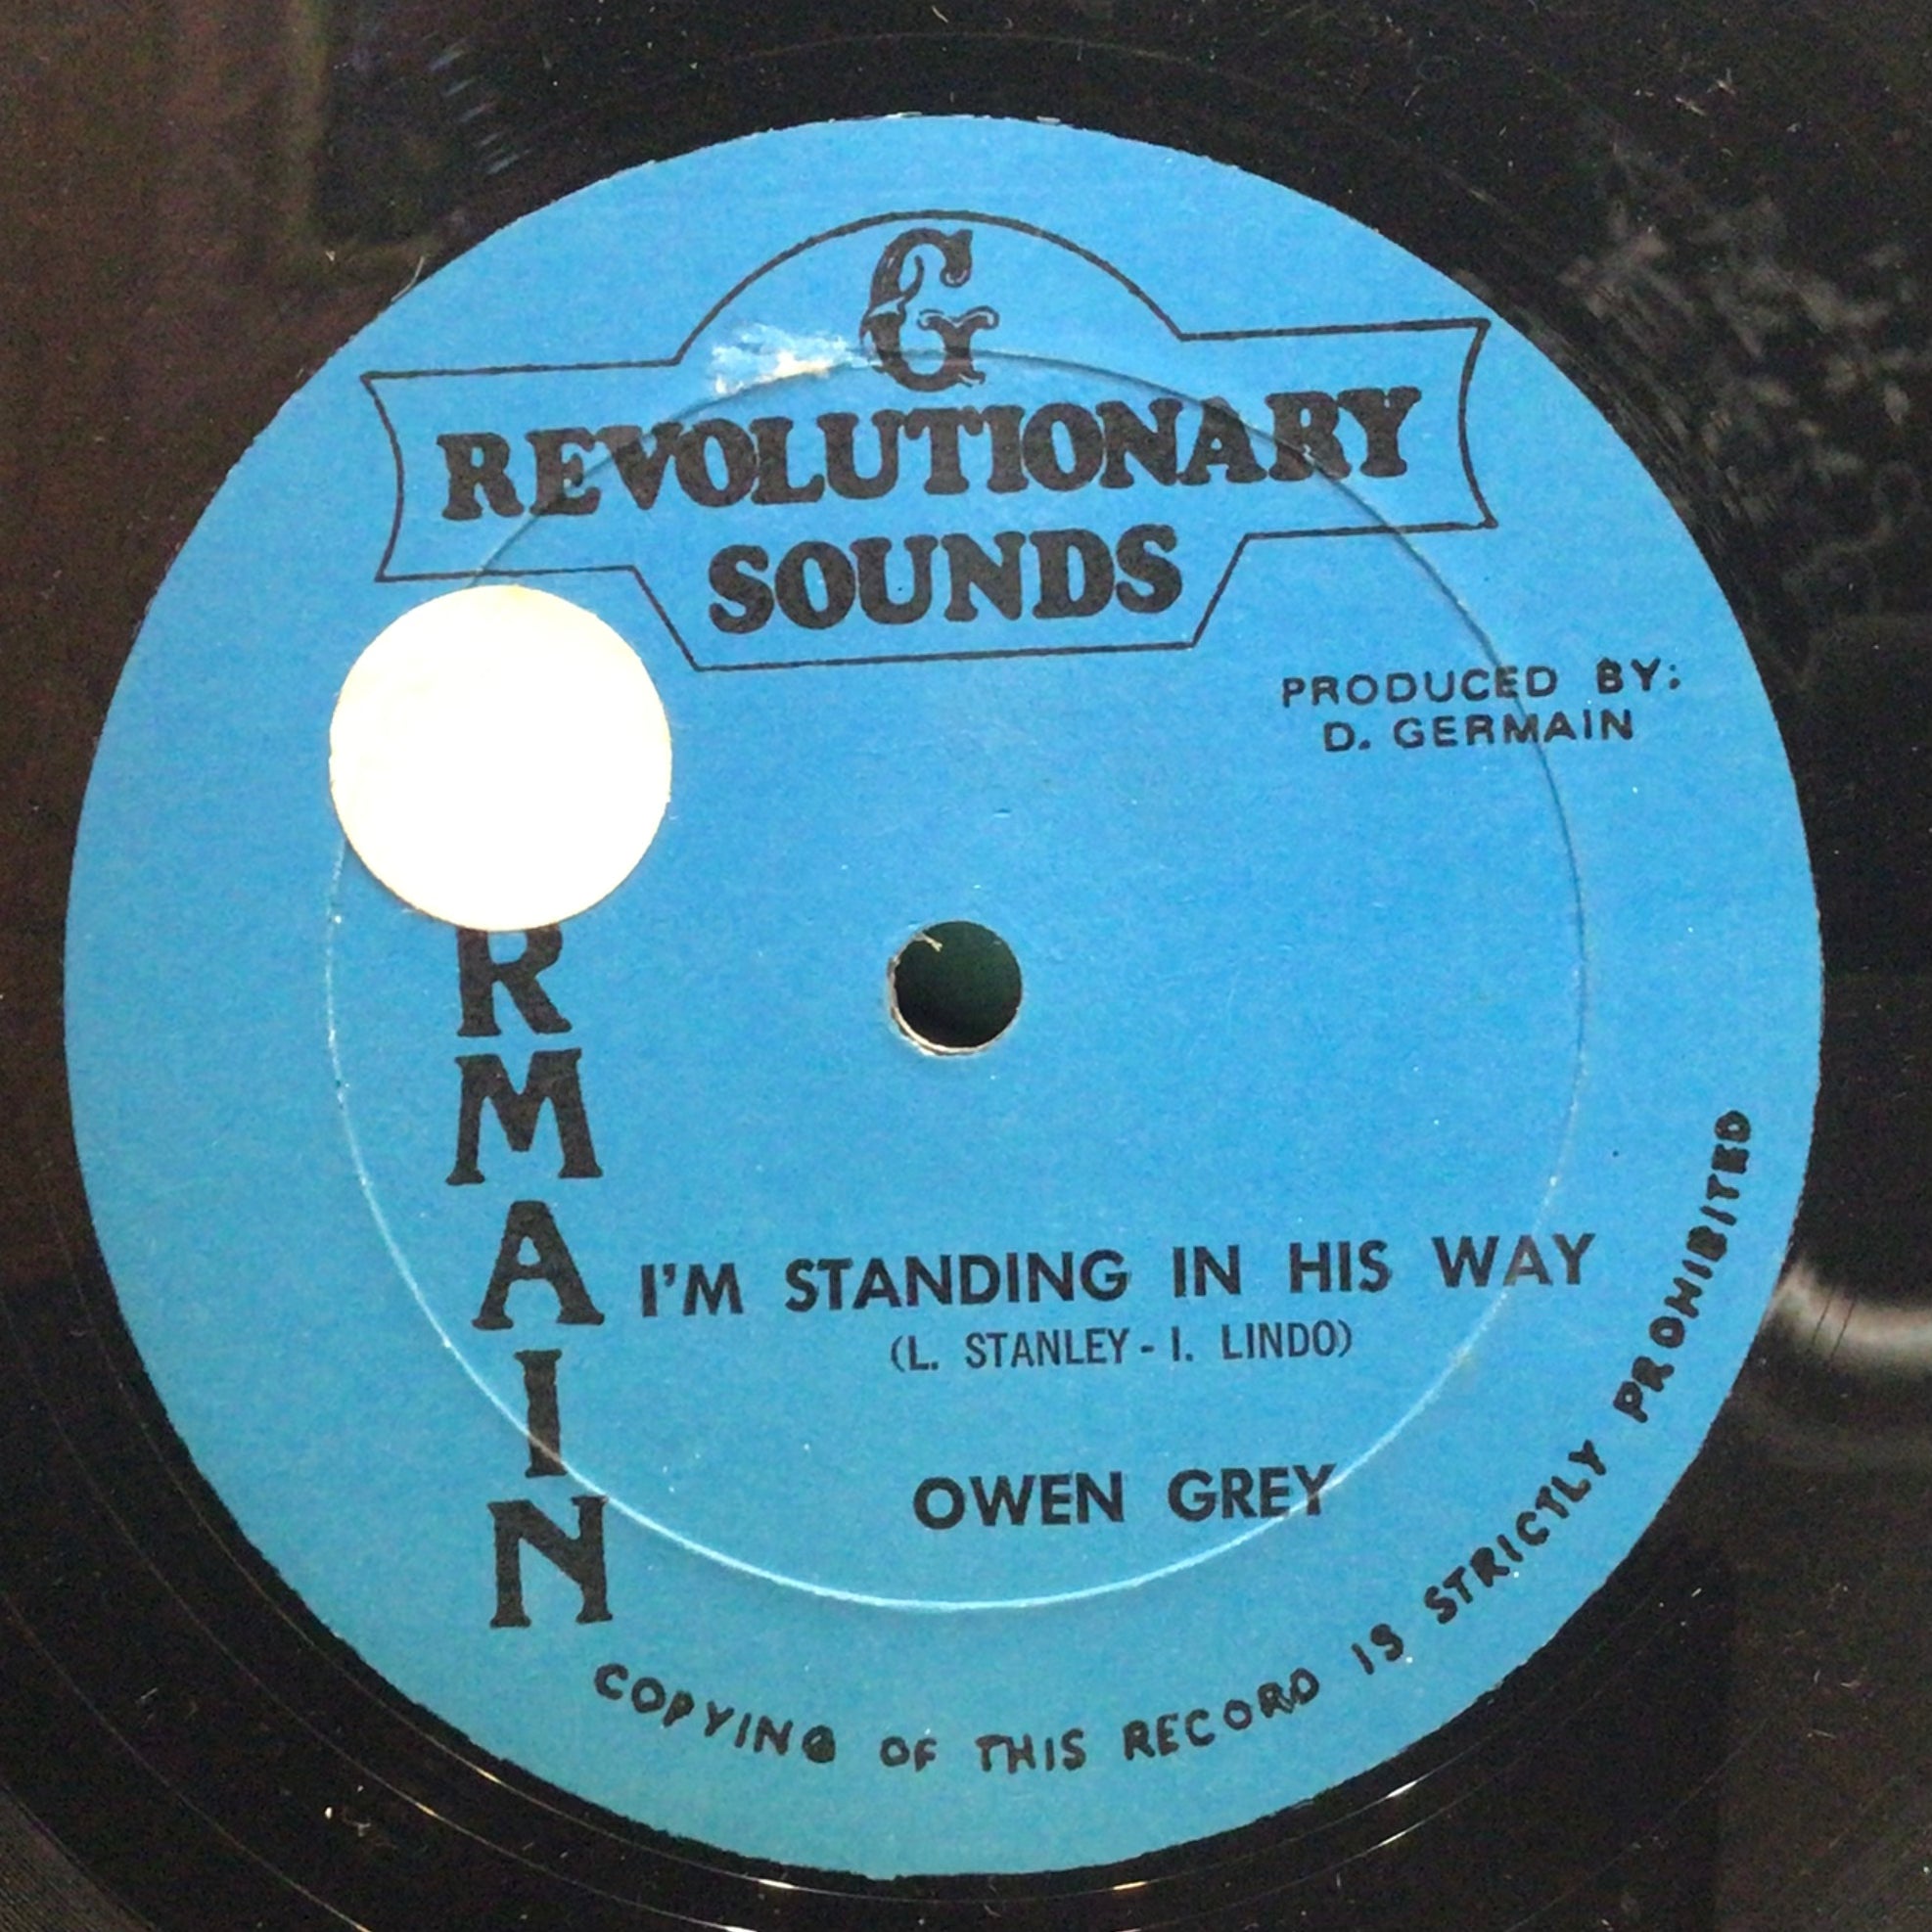 G
REVOLUTIONARY
SOUNDS
PRODUCED BY:
D. GERMAIN
RMAIN
I'M STANDING IN HIS WAY
(L. STANLEY - I. LINDO)
OWEN GREY
COPYING OF THIS RECORD IS STRICTLY PROHIBITED